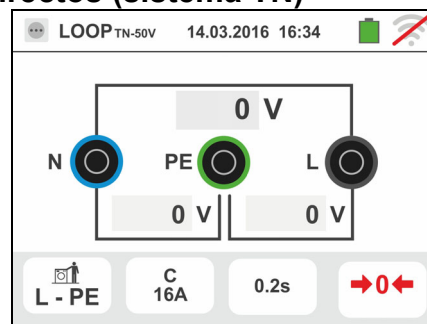 irectos (sistema TN)
LOOP TN-50V 14.03.2016 16:34
0 V
N PE L
0 V 0 V
L - PE C 16A 0.2s →0←